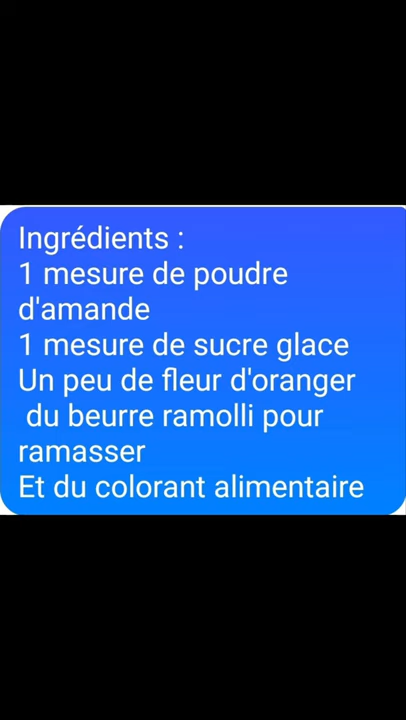 Ingrédients :
1 mesure de poudre
d'amande
1 mesure de sucre glace
Un peu de fleur d'oranger
du beurre ramolli pour
ramasser
Et du colorant alimentaire